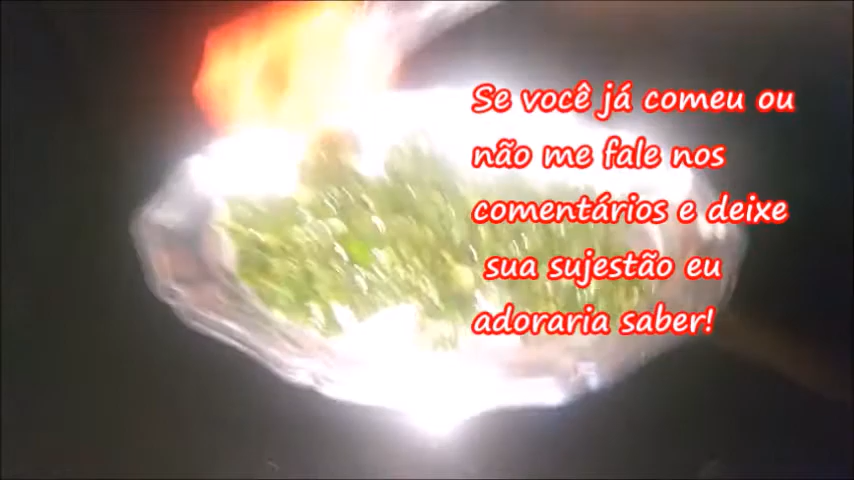 Se você já comeu ou
não me fale nos
comentários e deixe
sua sujestão eu
adoraria saber!